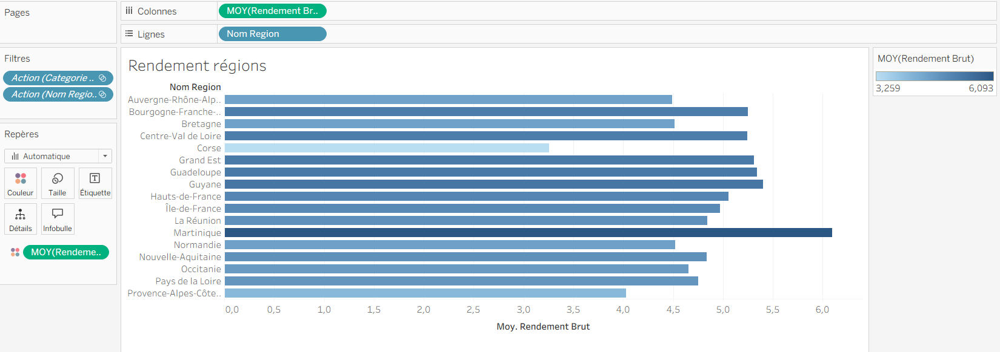 Pages
Colonnes
MOY(Rendement Br..
Lignes
Nom Region
Filtres
Action (Categorie ..
Action (Nom Regio..
Repères
Automatique
Couleur
Taille
Étiquette
Détails
Infobulle
MOY(Rendeme..
Rendement régions
Nom Region
Auvergne-Rhône-Alp..
Bourgogne-Franche-..
Bretagne
Centre-Val de Loire
Corse
Grand Est
Guadeloupe
Guyane
Hauts-de-France
Île-de-France
La Réunion
Martinique
Normandie
Nouvelle-Aquitaine
Occitanie
Pays de la Loire
Provence-Alpes-Côte..
0,0 0,5 1,0 1,5 2,0 2,5 3,0 3,5 4,0 4,5 5,0 5,5 6,0
Moy. Rendement Brut
MOY(Rendement Brut)
3,259 6,093